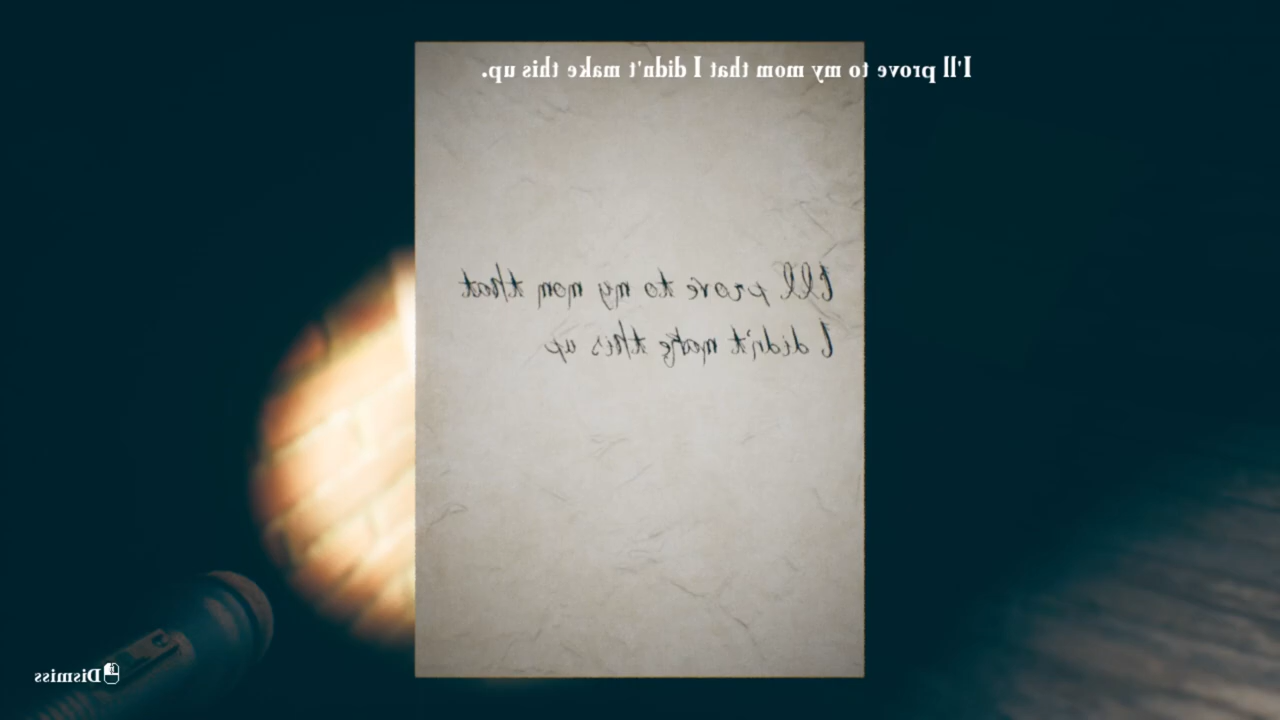 I'll prove to my mom that I didn't make this up.
I'll prove to my mom that
I didn't make this up
Dismiss